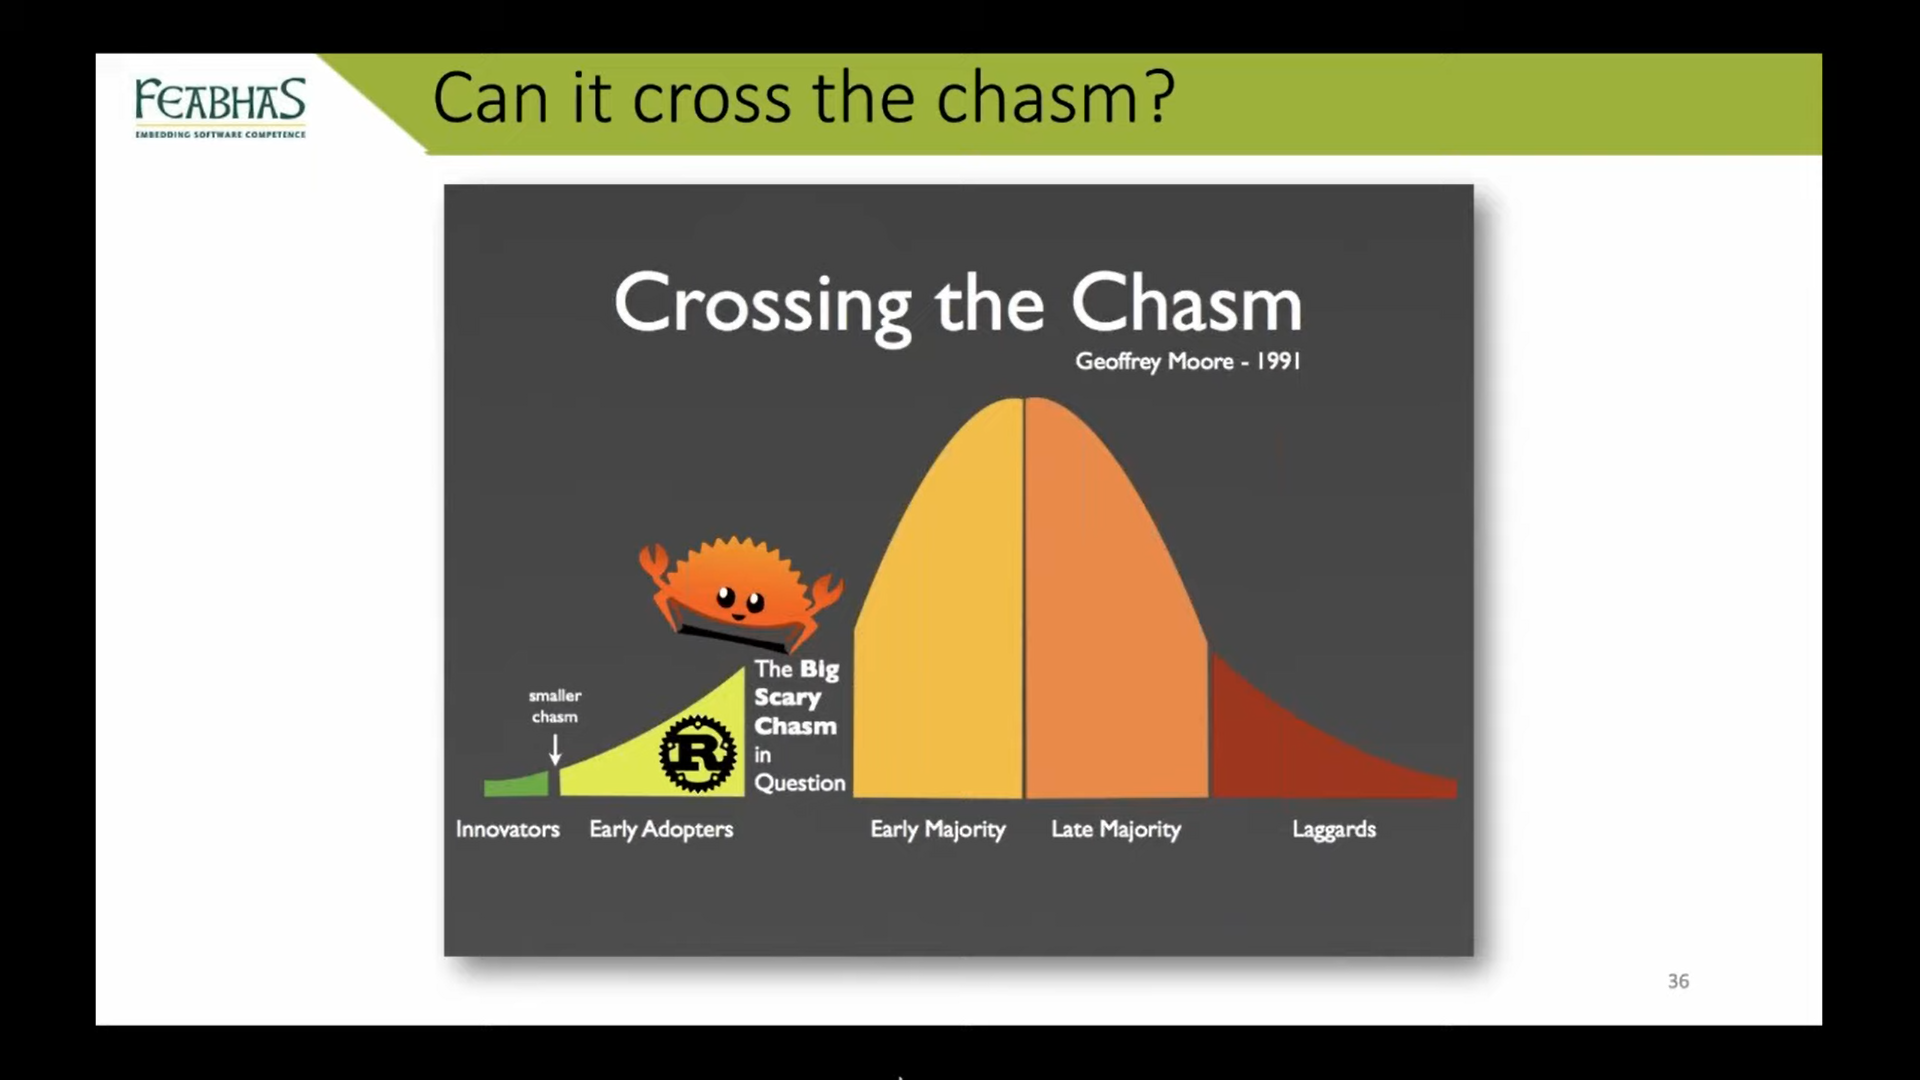 FEABHAS
EMBEDDING SOFTWARE COMPETENCE
Can it cross the chasm?
Crossing the Chasm
Geoffrey Moore - 1991
smaller
chasm
The Big
Scary
Chasm
in
Question
R
Innovators
Early Adopters
Early Majority
Late Majority
Laggards
36